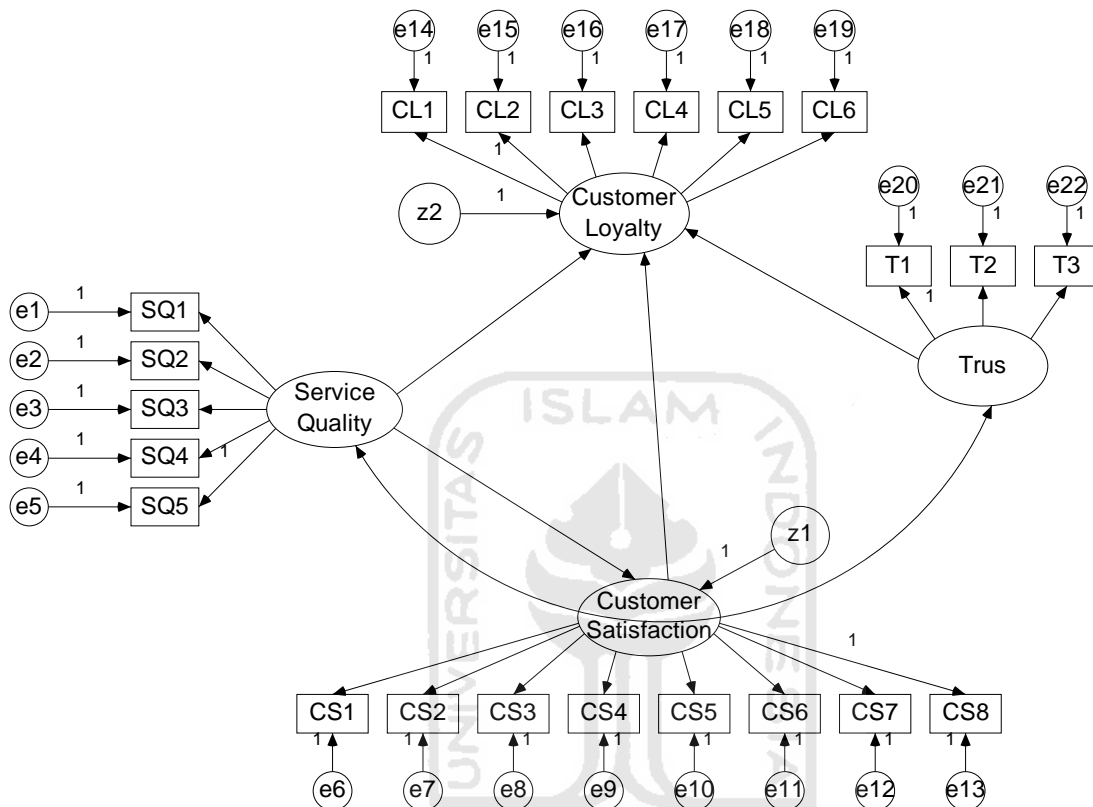 e14 e15 e16 e17 e18 e19
1 1 1 1 1 1
CL1 CL2 CL3 CL4 CL5 CL6
1
e20 e21 e22
1 1 1
z2 1 Customer
Loyalty
T1 T2 T3
1
e1 1 SQ1
e2 1 SQ2
e3 1 SQ3
e4 1 SQ4 1
e5 1 SQ5
Service
Quality
Trus
ISLAM
UNIVERSITAS
INDONESIA
z1
1
Customer
Satisfaction
1
CS1 CS2 CS3 CS4 CS5 CS6 CS7 CS8
1 1 1 1 1 1 1 1
e6 e7 e8 e9 e10 e11 e12 e13